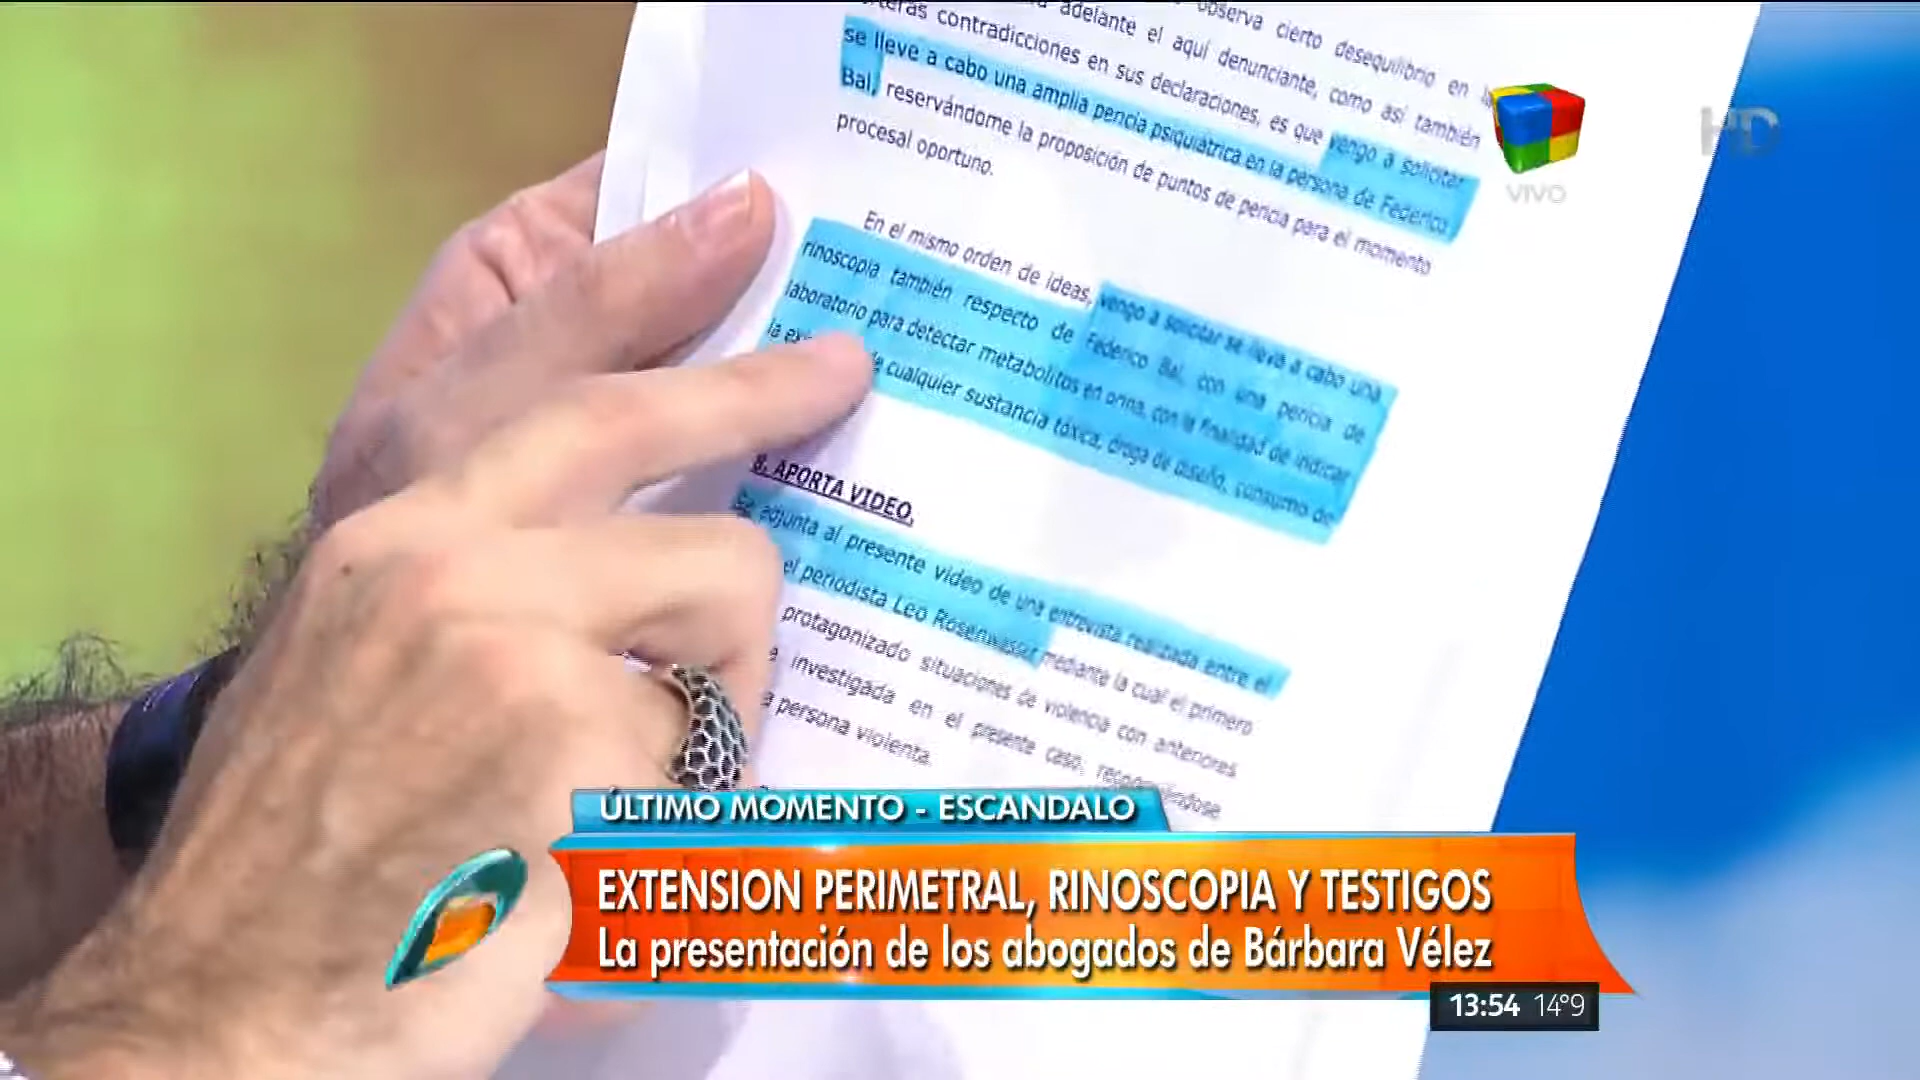 observa cierto desequilibrio en
adelante el aquí denunciante, como así también
contradicciones en sus declaraciones, es que vengo a solicitar
se lleve a cabo una amplia pericia psiquiátrica en la persona de Federico
Bal, reservándome la proposición de puntos de pericia para el momento
procesal oportuno.
En el mismo orden de ideas, vengo a solicitar se lleve a cabo una
rinoscopia también respecto de Federico Bal, con una pericia de
laboratorio para detectar metabolitos en orina, con la finalidad de indicar
la de cualquier sustancia tóxica, droga de diseño, consumo de
8. APORTA VIDEO.
Se adjunta al presente video de una entrevista realizada entre el
el periodista Leo Rosenwasser mediante la cual el primero
protagonizado situaciones de violencia con anteriores
investigada en el presente caso, recogiéndose
persona violenta.
VIVO
HD
ÚLTIMO MOMENTO - ESCANDALO
EXTENSION PERIMETRAL, RINOSCOPIA Y TESTIGOS
La presentación de los abogados de Bárbara Vélez
13:54 14°9